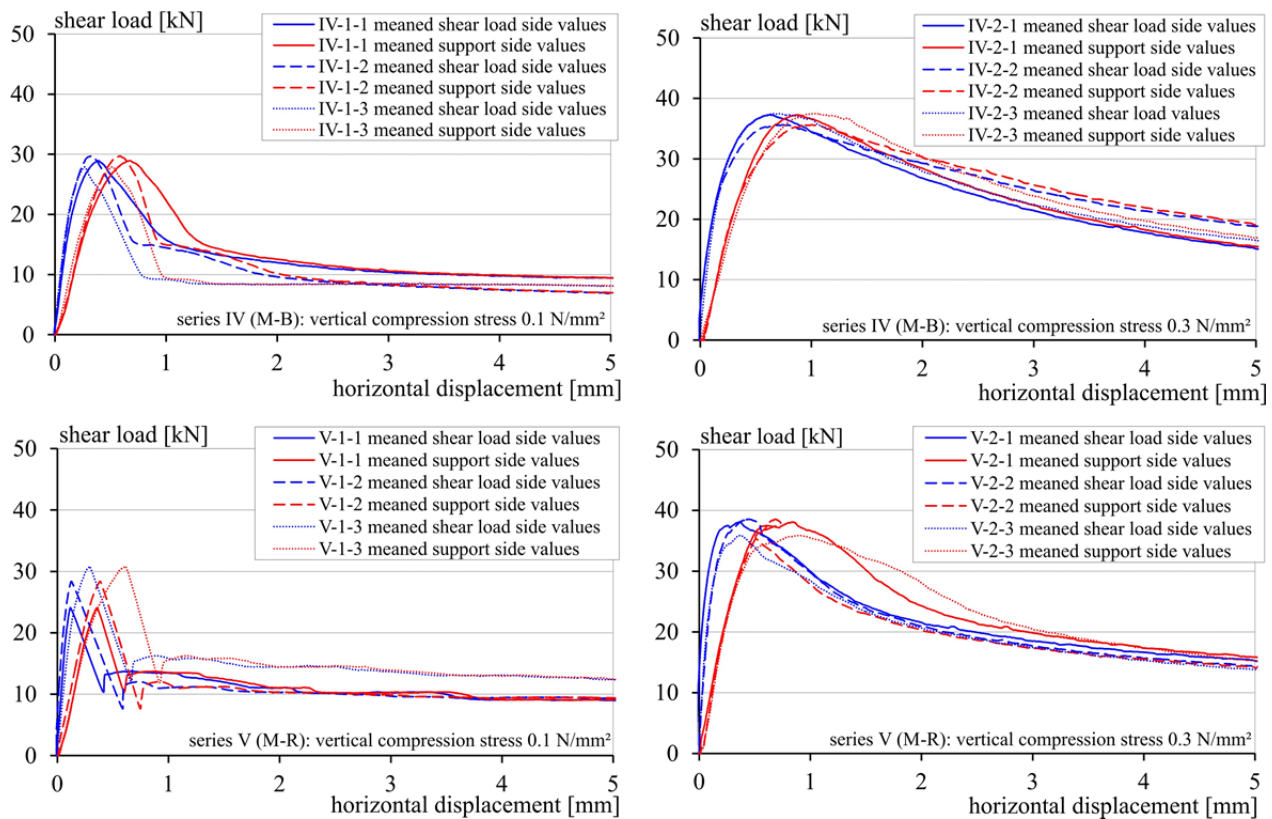 shear load [kN]
50
40
30
20
10
0
IV-1-1 meaned shear load side values
IV-1-1 meaned support side values
IV-1-2 meaned shear load side values
IV-1-2 meaned support side values
IV-1-3 meaned shear load side values
IV-1-3 meaned support side values
series IV (M-B): vertical compression stress 0.1 N/mm²
0 1 2 3 4 5
horizontal displacement [mm]
shear load [kN]
50
40
30
20
10
0
IV-2-1 meaned shear load side values
IV-2-1 meaned support side values
IV-2-2 meaned shear load side values
IV-2-2 meaned support side values
IV-2-3 meaned shear load side values
IV-2-3 meaned support side values
series IV (M-B): vertical compression stress 0.3 N/mm²
0 1 2 3 4 5
horizontal displacement [mm]
shear load [kN]
50
40
30
20
10
0
V-1-1 meaned shear load side values
V-1-1 meaned support side values
V-1-2 meaned shear load side values
V-1-2 meaned support side values
V-1-3 meaned shear load side values
V-1-3 meaned support side values
series V (M-R): vertical compression stress 0.1 N/mm²
0 1 2 3 4 5
horizontal displacement [mm]
shear load [kN]
50
40
30
20
10
0
V-2-1 meaned shear load side values
V-2-1 meaned support side values
V-2-2 meaned shear load side values
V-2-2 meaned support side values
V-2-3 meaned shear load side values
V-2-3 meaned support side values
series V (M-R): vertical compression stress 0.3 N/mm²
0 1 2 3 4 5
horizontal displacement [mm]